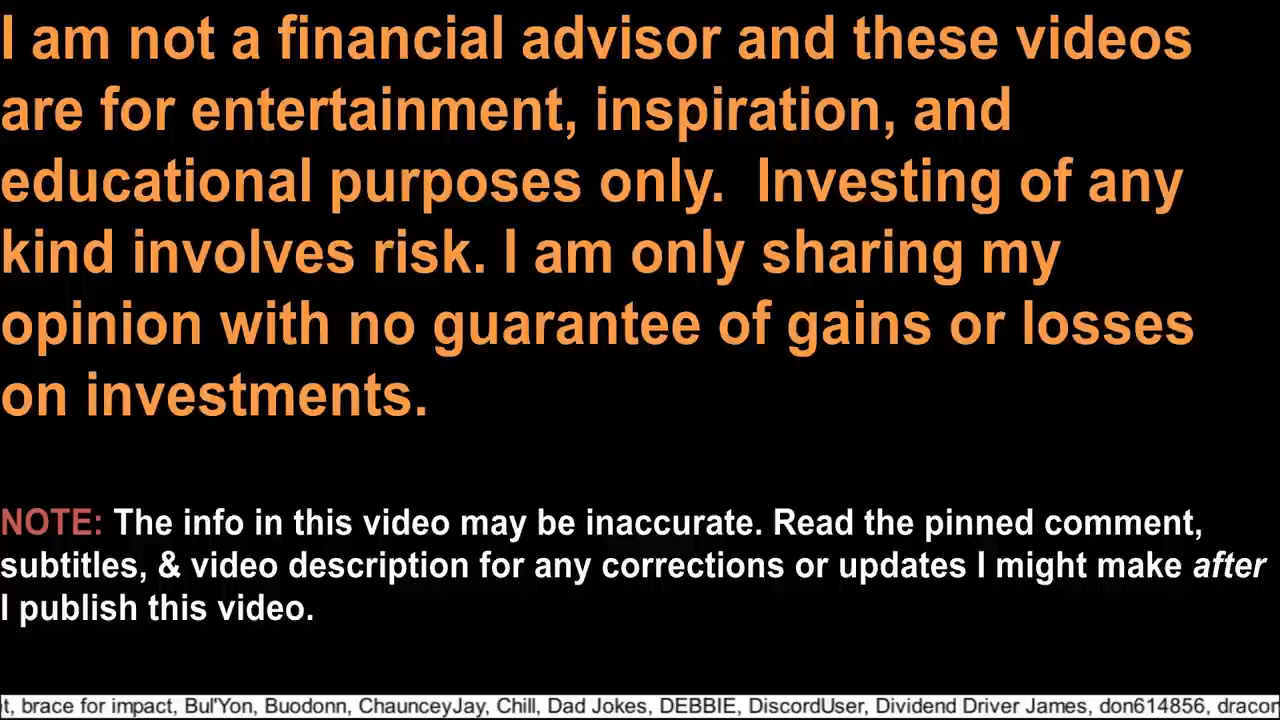 I am not a financial advisor and these videos
are for entertainment, inspiration, and
educational purposes only.  Investing of any
kind involves risk. I am only sharing my
opinion with no guarantee of gains or losses
on investments.
NOTE: The info in this video may be inaccurate. Read the pinned comment,
subtitles, & video description for any corrections or updates I might make after
I publish this video.
t, brace for impact, Bul'Yon, Buodonn, ChaunceyJay, Chill, Dad Jokes, DEBBIE, DiscordUser, Dividend Driver James, don614856, dracor